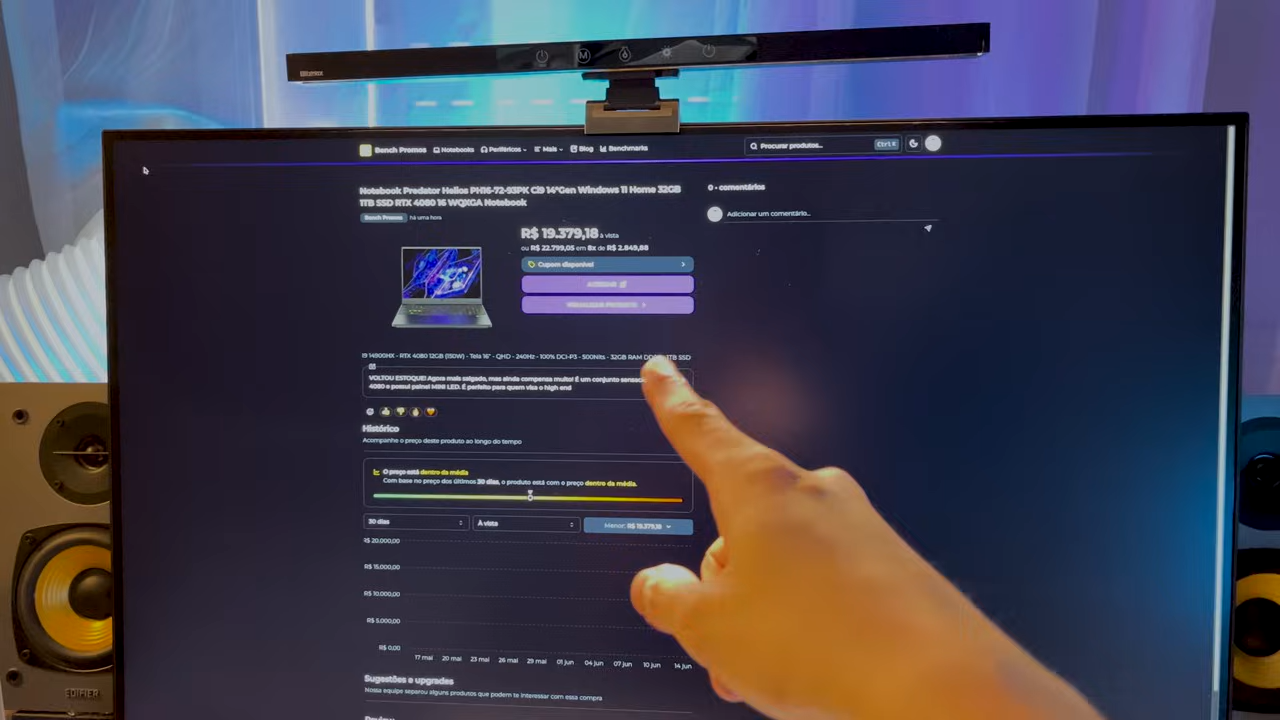 Bench Promos Notebooks Periféricos Mais Blog Benchmarks
Procurar produtos... Ctrl K
Notebook Predator Helios PH16-72-93PK Ci9 14ªGen Windows 11 Home 32GB
1TB SSD RTX 4080 16 WQXGA Notebook
Bench Promos há uma hora
R$ 19.379,18 à vista
ou R$ 22.799,05 em 8x de R$ 2.849,88
Cupom disponível
ACESSAR
VISUALIZAR PRODUTO
I9 14900HX - RTX 4080 12GB (150W) - Tela 16" - QHD - 240Hz - 100% DCI-P3 - 500Nits - 32GB RAM 1TB SSD
VOLTOU ESTOQUE! Agora mais salgado, mas ainda compensa muito! É um conjunto
4080 e possui painel MINI LED. É perfeito para quem visa o high end
Histórico
Acompanhe o preço deste produto ao longo do tempo
O preço está dentro da média
Com base no preço dos últimos 30 dias, o produto está com o preço dentro da média.
30 dias
À vista
Menor: R$ 19.379,18
R$ 20.000,00
R$ 15.000,00
R$ 10.000,00
R$ 5.000,00
R$ 0,00
17 mai 20 mai 23 mai 26 mai 29 mai 01 jun 04 jun 07 jun 10 jun 14 jun
Sugestões e upgrades
Nossa equipe separou alguns produtos que podem te interessar com essa compra
0 - comentários
Adicionar um comentário...
EDIFIER